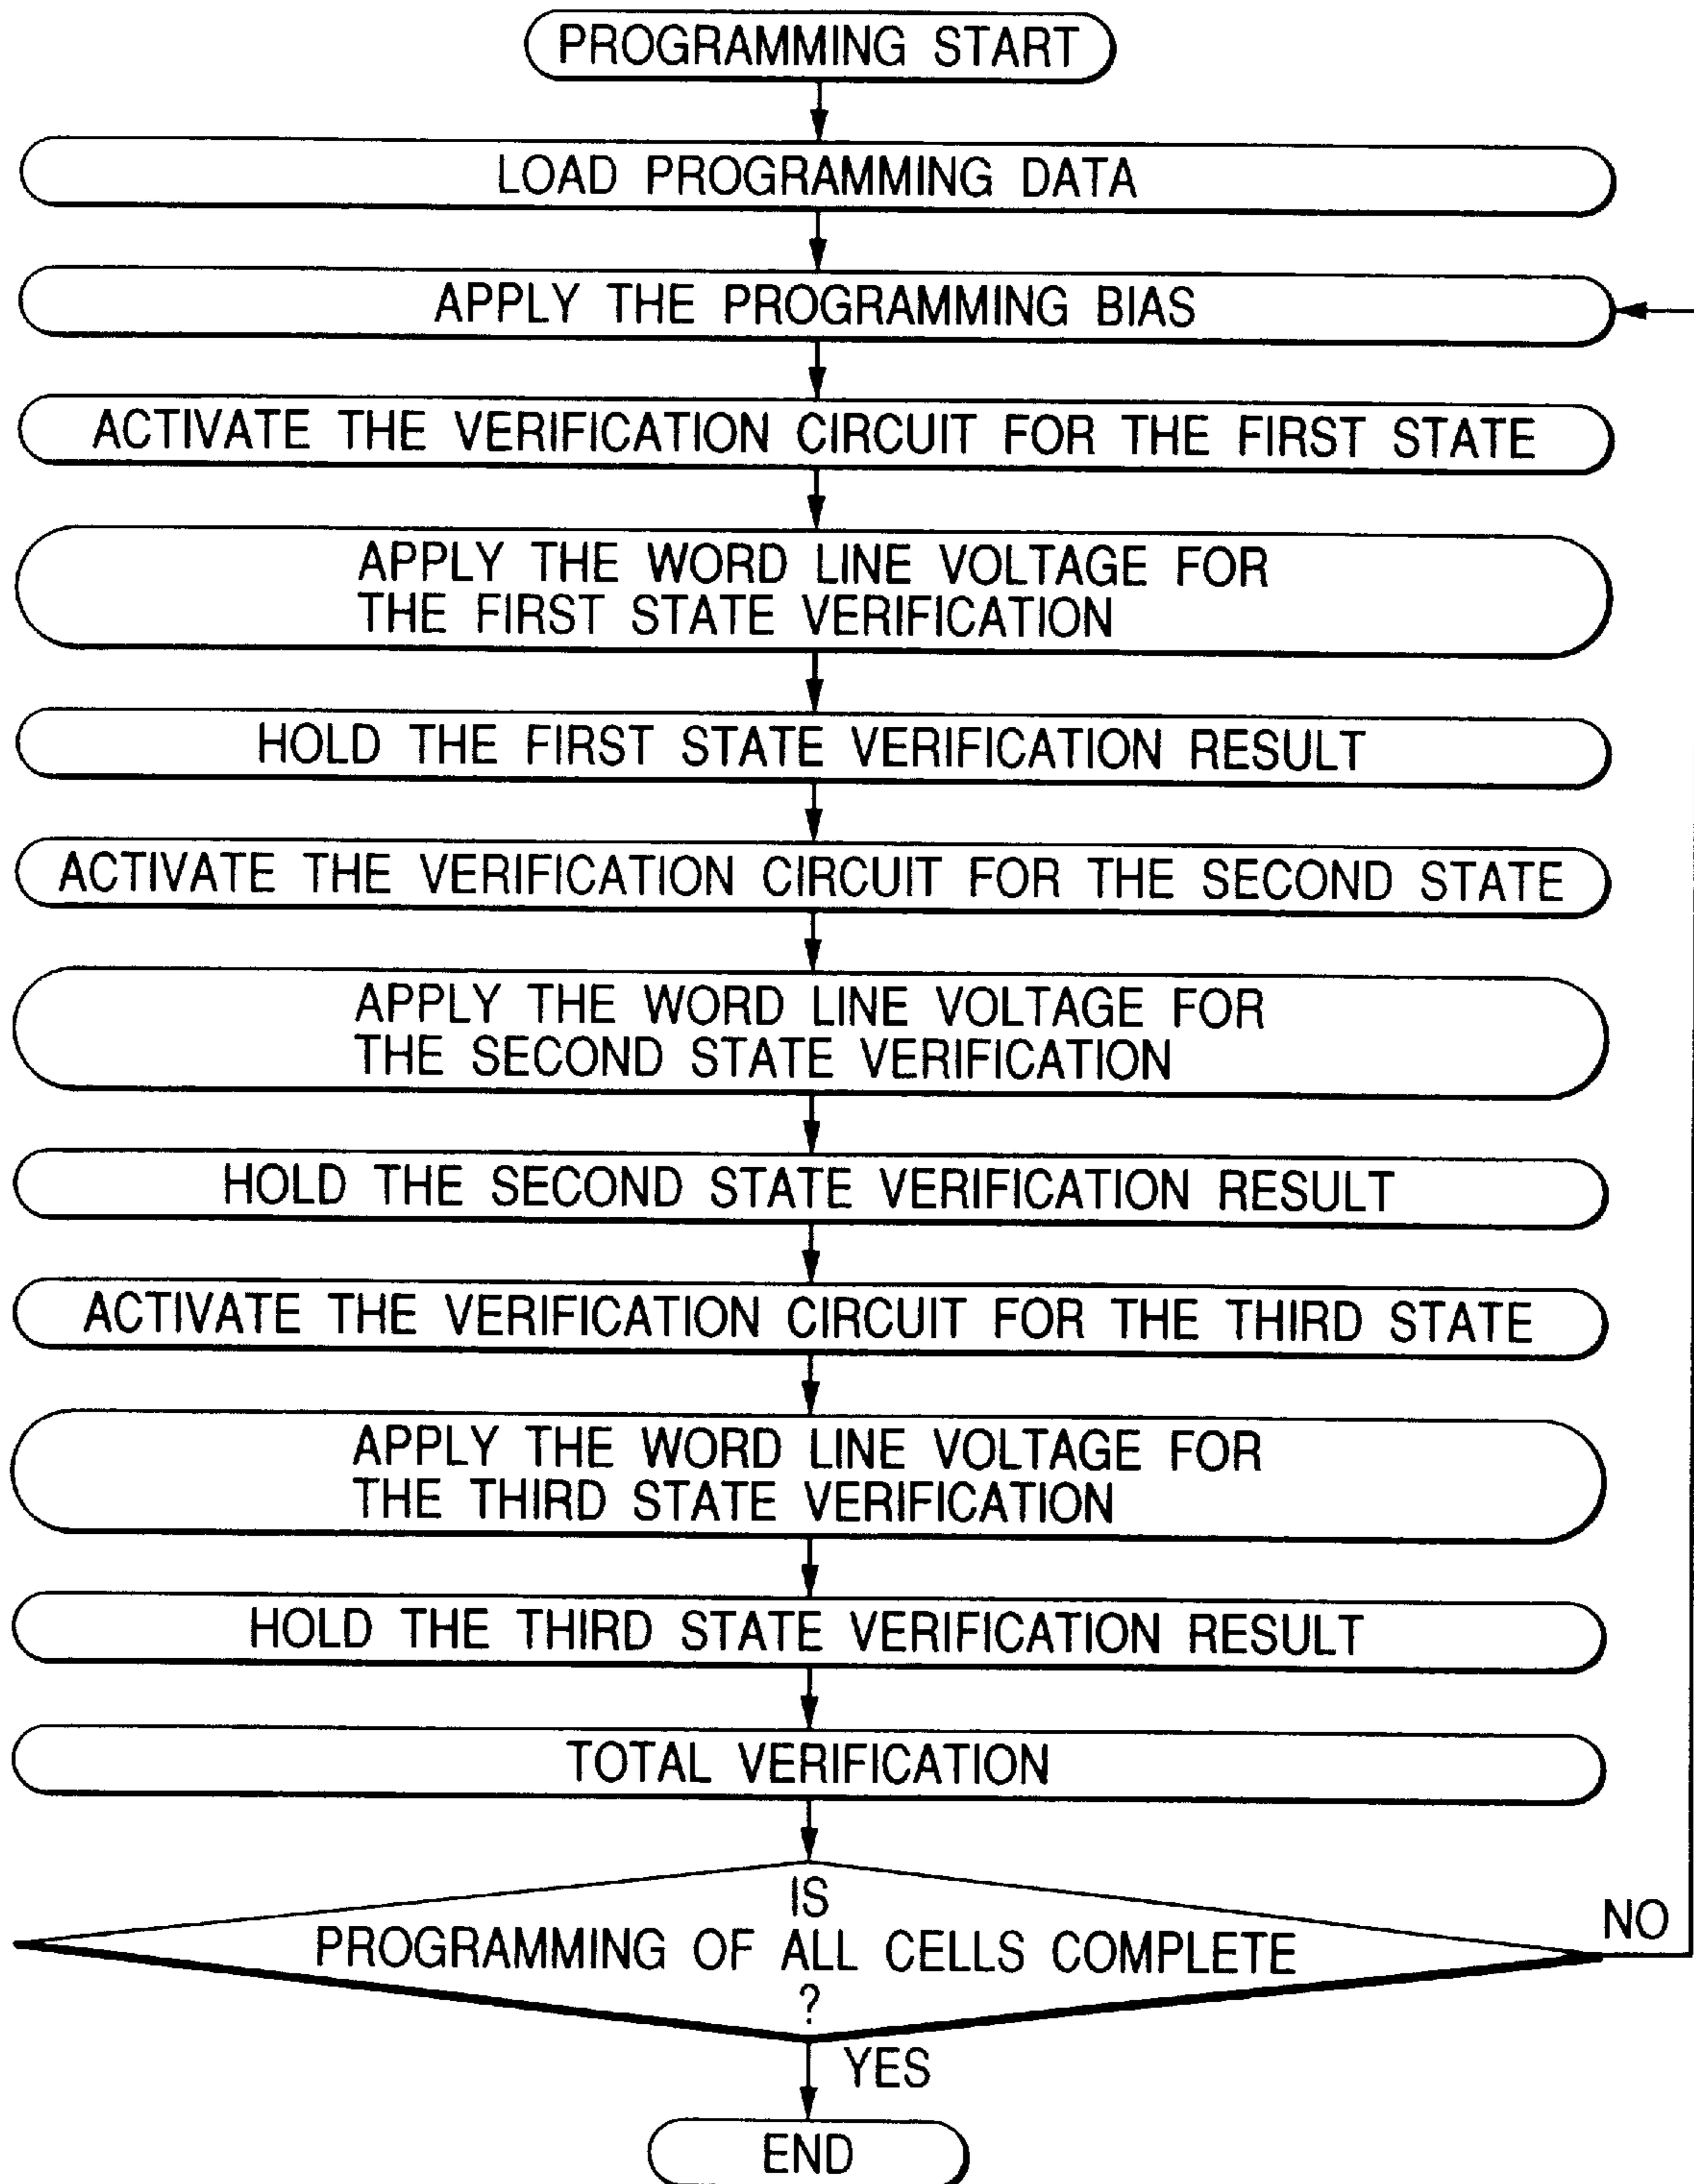 PROGRAMMING START
LOAD PROGRAMMING DATA
APPLY THE PROGRAMMING BIAS
ACTIVATE THE VERIFICATION CIRCUIT FOR THE FIRST STATE
APPLY THE WORD LINE VOLTAGE FOR
THE FIRST STATE VERIFICATION
HOLD THE FIRST STATE VERIFICATION RESULT
ACTIVATE THE VERIFICATION CIRCUIT FOR THE SECOND STATE
APPLY THE WORD LINE VOLTAGE FOR
THE SECOND STATE VERIFICATION
HOLD THE SECOND STATE VERIFICATION RESULT
ACTIVATE THE VERIFICATION CIRCUIT FOR THE THIRD STATE
APPLY THE WORD LINE VOLTAGE FOR
THE THIRD STATE VERIFICATION
HOLD THE THIRD STATE VERIFICATION RESULT
TOTAL VERIFICATION
IS
PROGRAMMING OF ALL CELLS COMPLETE
?
NO
YES
END